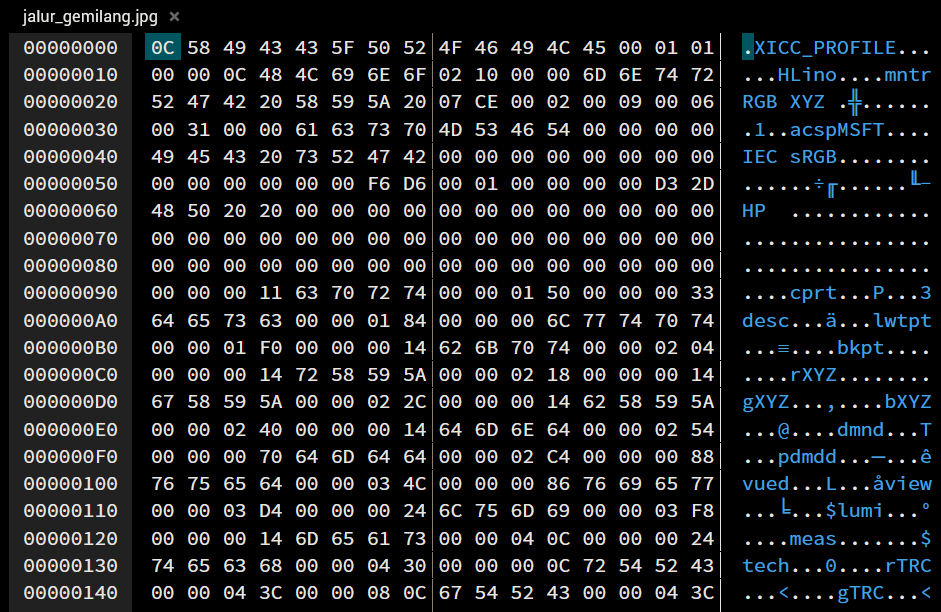 jalur_gemilang.jpg ×
00000000 0C 58 49 43 43 5F 50 52 4F 46 49 4C 45 00 01 01 .XICC_PROFILE...
00000010 00 00 0C 48 4C 69 6E 6F 02 10 00 00 6D 6E 74 72 ...HLino....mntr
00000020 52 47 42 20 58 59 5A 20 07 CE 00 02 00 09 00 06 RGB XYZ .╬......
00000030 00 31 00 00 61 63 73 70 4D 53 46 54 00 00 00 00 .1..acspMSFT....
00000040 49 45 43 20 73 52 47 42 00 00 00 00 00 00 00 00 IEC sRGB........
00000050 00 00 00 00 00 00 F6 D6 00 01 00 00 00 00 D3 2D ......÷╓......╙-
00000060 48 50 20 20 00 00 00 00 00 00 00 00 00 00 00 00 HP  ............
00000070 00 00 00 00 00 00 00 00 00 00 00 00 00 00 00 00 ................
00000080 00 00 00 00 00 00 00 00 00 00 00 00 00 00 00 00 ................
00000090 00 00 00 11 63 70 72 74 00 00 01 50 00 00 00 33 ....cprt...P...3
000000A0 64 65 73 63 00 00 01 84 00 00 00 6C 77 74 70 74 desc...ä...lwtpt
000000B0 00 00 01 F0 00 00 00 14 62 6B 70 74 00 00 02 04 ...≡....bkpt....
000000C0 00 00 00 14 72 58 59 5A 00 00 02 18 00 00 00 14 ....rXYZ........
000000D0 67 58 59 5A 00 00 02 2C 00 00 00 14 62 58 59 5A gXYZ...,....bXYZ
000000E0 00 00 02 40 00 00 00 14 64 6D 6E 64 00 00 02 54 ...@....dmnd...T
000000F0 00 00 00 70 64 6D 64 64 00 00 02 C4 00 00 00 88 ...pdmdd...─...ê
00000100 76 75 65 64 00 00 03 4C 00 00 00 86 76 69 65 77 vued...L...åview
00000110 00 00 03 D4 00 00 00 24 6C 75 6D 69 00 00 03 F8 ...╘...$lumi...°
00000120 00 00 00 14 6D 65 61 73 00 00 04 0C 00 00 00 24 ....meas.......$
00000130 74 65 63 68 00 00 04 30 00 00 00 0C 72 54 52 43 tech...0....rTRC
00000140 00 00 04 3C 00 00 08 0C 67 54 52 43 00 00 04 3C ...<....gTRC...<